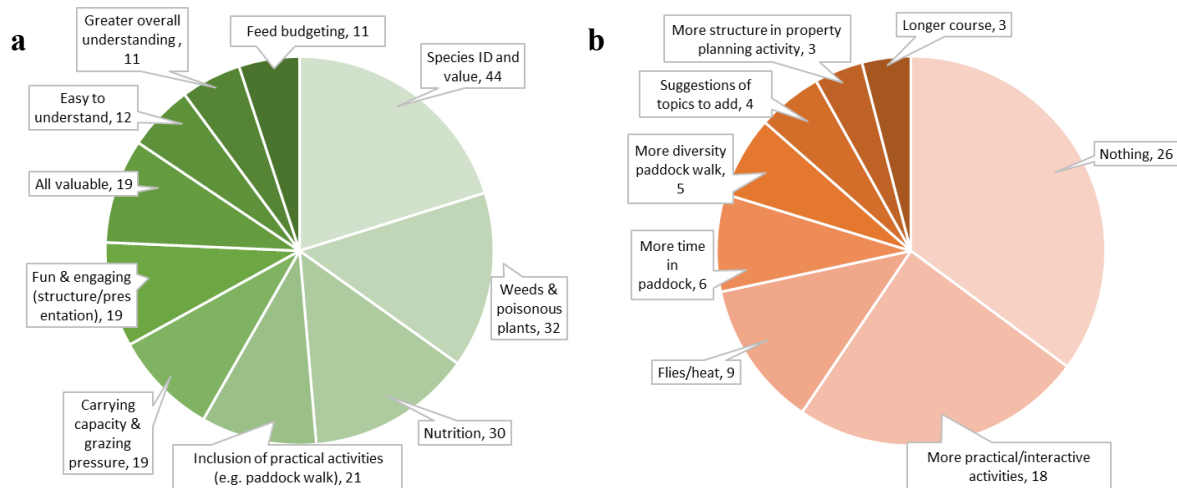 a
Greater overall
understanding ,
11
Feed budgeting, 11
Species ID and
value, 44
Easy to
understand, 12
All valuable, 19
Fun & engaging
(structure/pres
entation), 19
Weeds &
poisonous
plants, 32
Carrying
capacity &
grazing
pressure, 19
Nutrition, 30
Inclusion of practical activities
(e.g. paddock walk), 21
b
More structure in property
planning activity, 3
Longer course, 3
Suggestions of
topics to add, 4
More diversity
paddock walk,
5
Nothing, 26
More time
in
paddock, 6
Flies/heat, 9
More practical/interactive
activities, 18